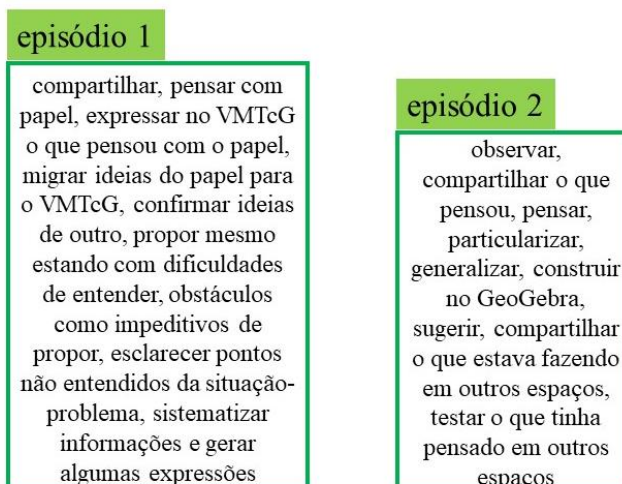 episódio 1
compartilhar, pensar com
papel, expressar no VMTcG
o que pensou com o papel,
migrar ideias do papel para
o VMTcG, confirmar ideias
de outro, propor mesmo
estando com dificuldades
de entender, obstáculos
como impeditivos de
propor, esclarecer pontos
não entendidos da situação-
problema, sistematizar
informações e gerar
algumas expressões
episódio 2
observar,
compartilhar o que
pensou, pensar,
particularizar,
generalizar, construir
no GeoGebra,
sugerir, compartilhar
o que estava fazendo
em outros espaços,
testar o que tinha
pensado em outros
espaços